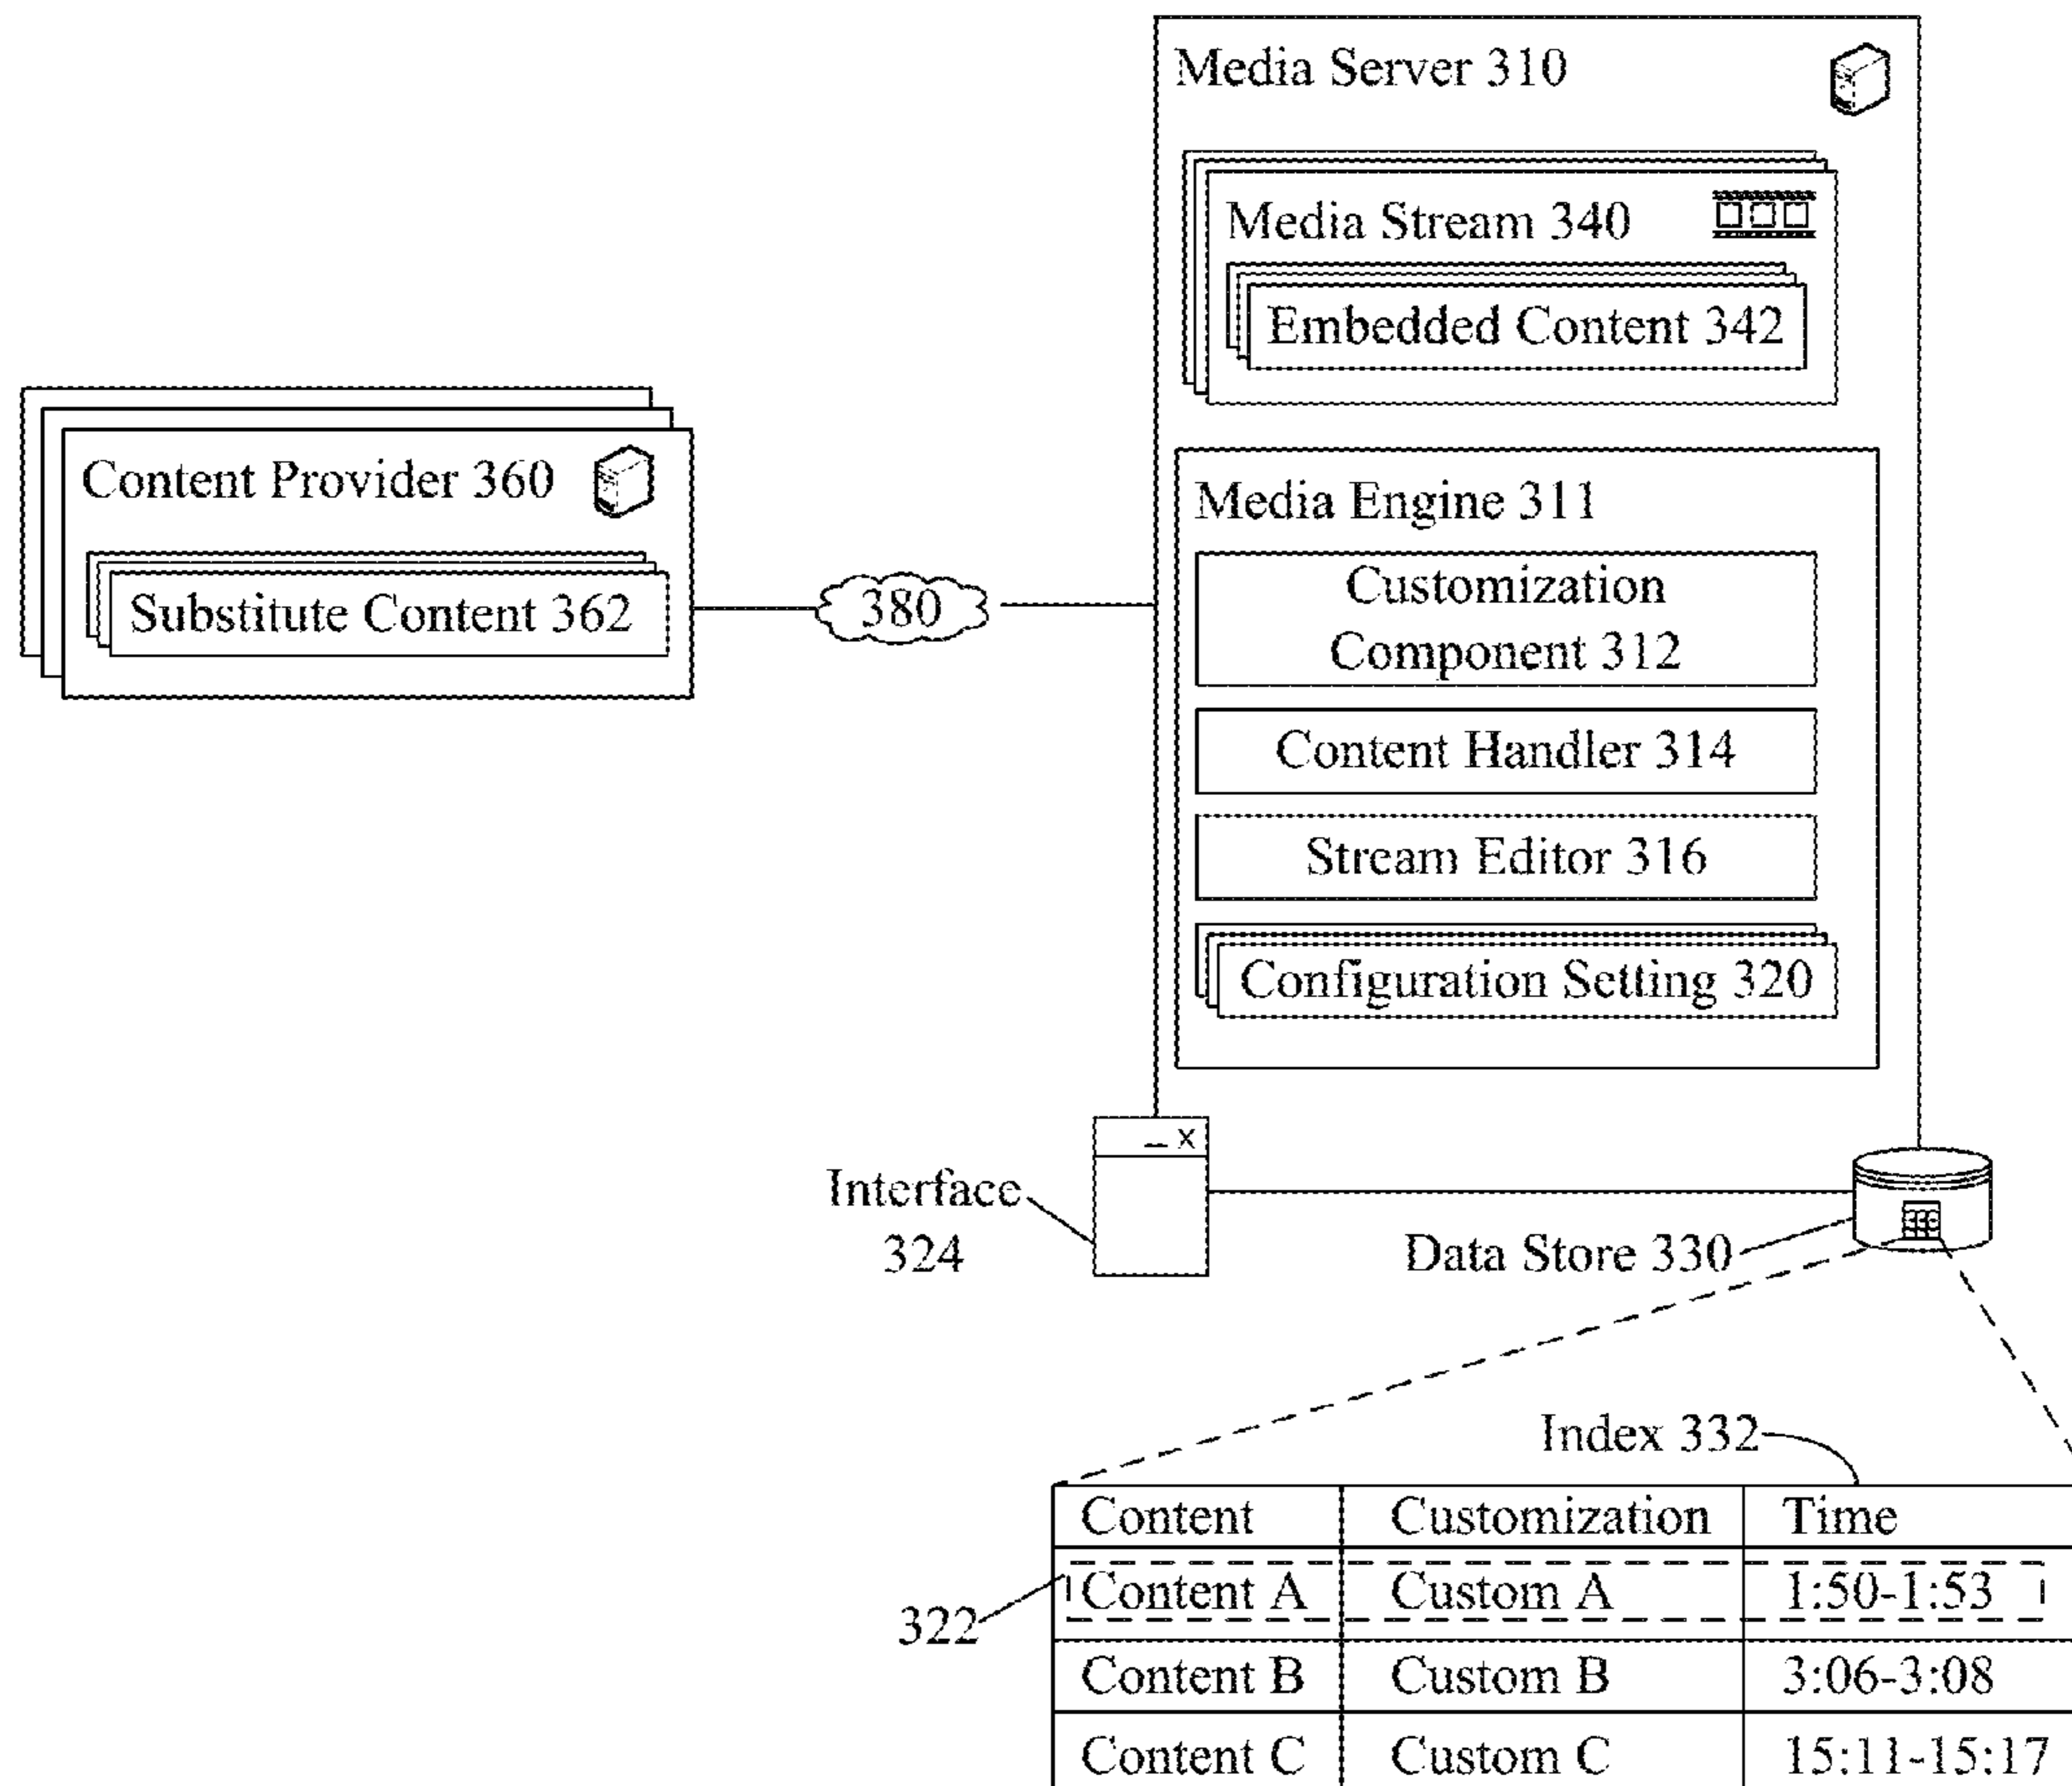 Media Server 310
Media Stream 340
Embedded Content 342
Content Provider 360
Substitute Content 362
380
Media Engine 311
Customization
Component 312
Content Handler 314
Stream Editor 316
Configuration Setting 320
Interface
324
Data Store 330
Index 332
Content Customization Time
Content A Custom A 1:50-1:53
322
Content B Custom B 3:06-3:08
Content C Custom C 15:11-15:17